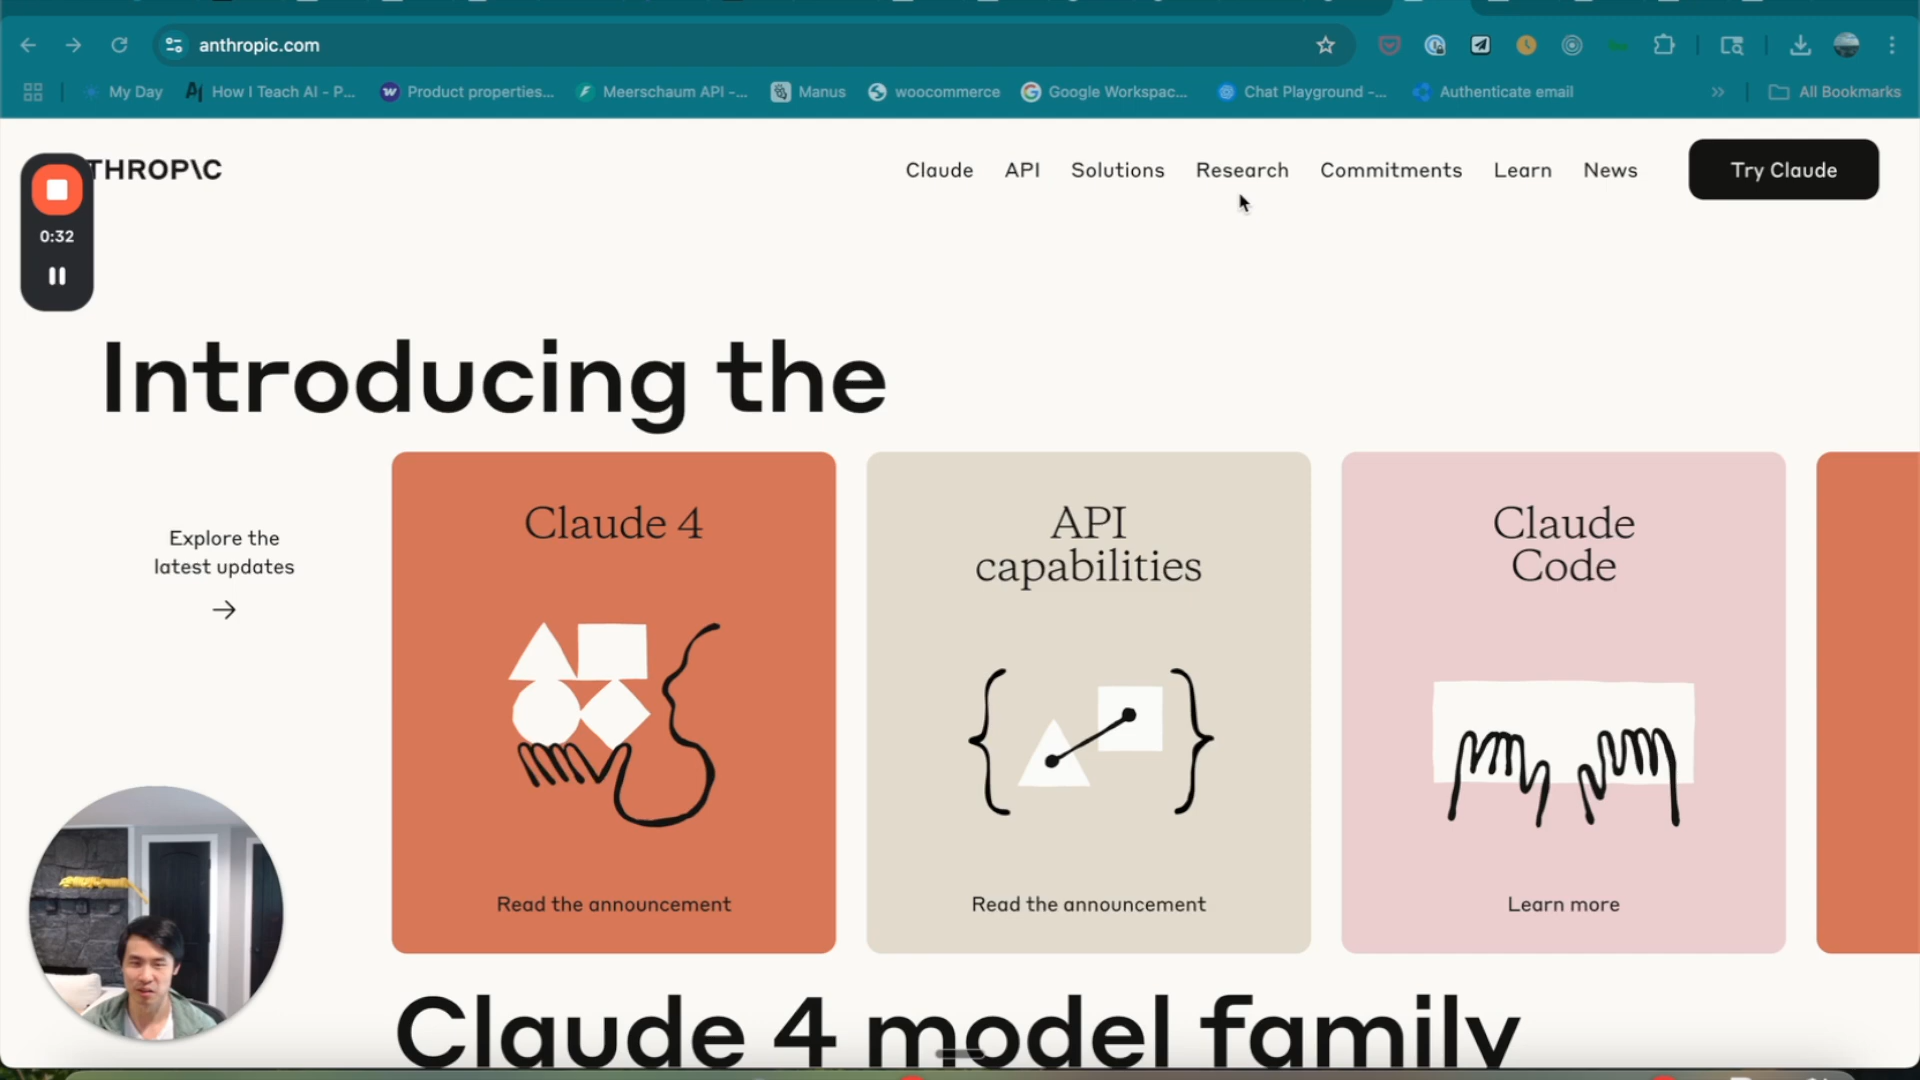 anthropic.com
My Day
How I Teach AI - P...
Product properties...
Meerschaum API -...
Manus
woocommerce
Google Workspac...
Chat Playground -...
Authenticate email
All Bookmarks
THROP\C
Claude
API
Solutions
Research
Commitments
Learn
News
Try Claude
0:32
Introducing the
Explore the
latest updates
Claude 4
Read the announcement
API
capabilities
Read the announcement
Claude
Code
Learn more
Claude 4 model family